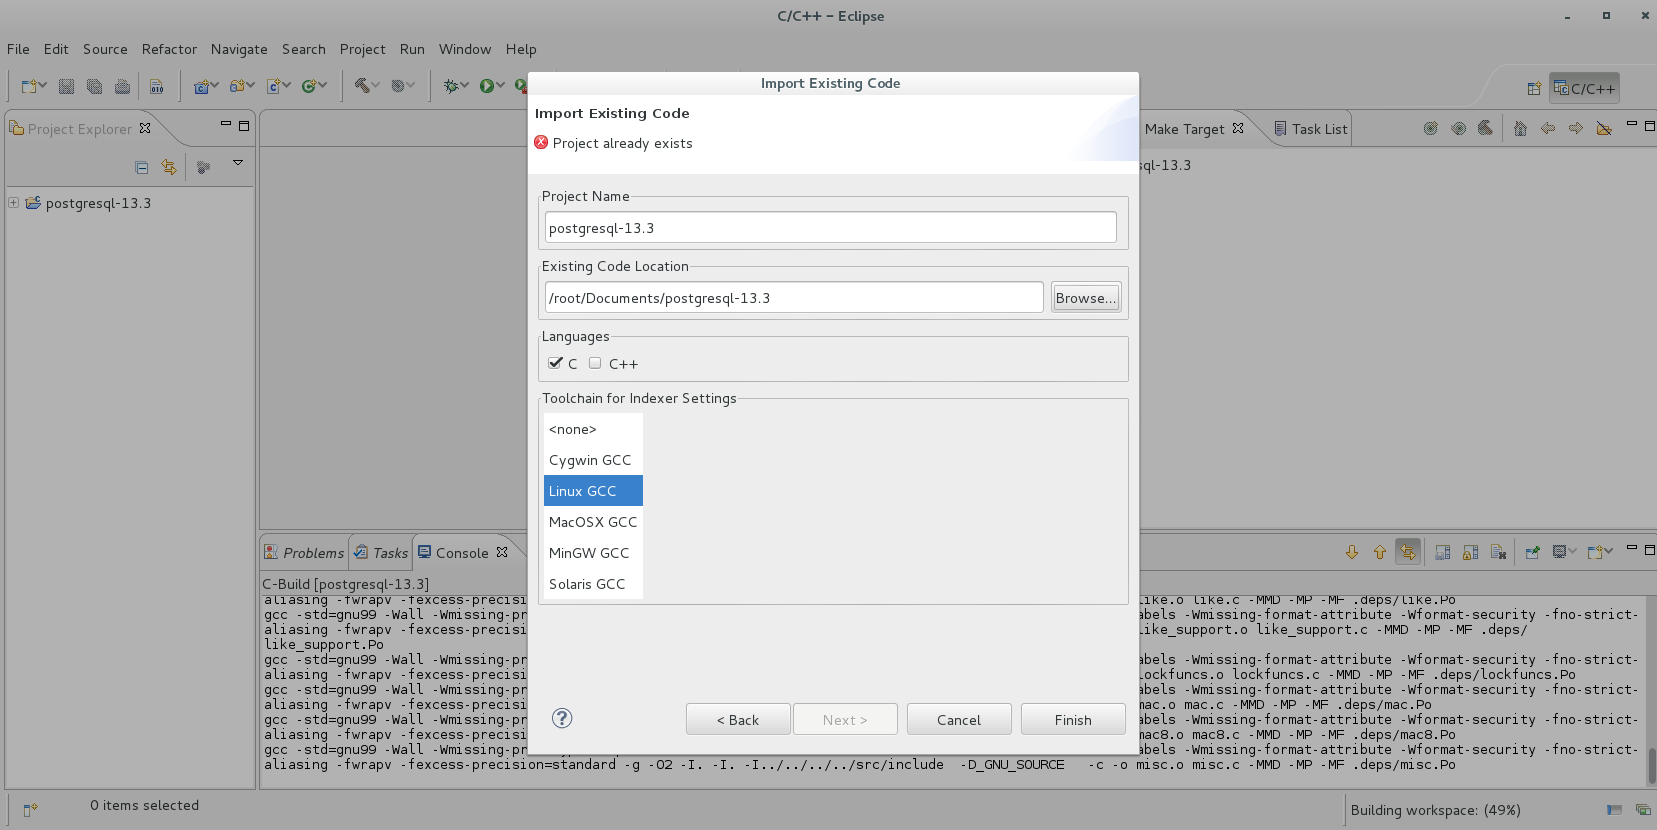 C/C++ - Eclipse
File Edit Source Refactor Navigate Search Project Run Window Help
C/C++
Project Explorer
postgresql-13.3
Make Target
Task List
sql-13.3
Import Existing Code
Import Existing Code
Project already exists
Project Name
postgresql-13.3
Existing Code Location
/root/Documents/postgresql-13.3
Browse...
Languages
C C++
Toolchain for Indexer Settings
<none>
Cygwin GCC
Linux GCC
MacOSX GCC
MinGW GCC
Solaris GCC
< Back Next > Cancel Finish
Problems Tasks Console
C-Build [postgresql-13.3]
aliasing -fwrapv -fexcess-precisi like.o like.c -MMD -MP -MF .deps/like.Po
gcc -std=gnu99 -Wall -Wmissing-pr abels -Wmissing-format-attribute -Wformat-security -fno-strict-
aliasing -fwrapv -fexcess-precisi like_support.o like_support.c -MMD -MP -MF .deps/
like_support.Po
gcc -std=gnu99 -Wall -Wmissing-pr abels -Wmissing-format-attribute -Wformat-security -fno-strict-
aliasing -fwrapv -fexcess-precisi lockfuncs.o lockfuncs.c -MMD -MP -MF .deps/lockfuncs.Po
gcc -std=gnu99 -Wall -Wmissing-pr abels -Wmissing-format-attribute -Wformat-security -fno-strict-
aliasing -fwrapv -fexcess-precisi mac.o mac.c -MMD -MP -MF .deps/mac.Po
gcc -std=gnu99 -Wall -Wmissing-pr abels -Wmissing-format-attribute -Wformat-security -fno-strict-
aliasing -fwrapv -fexcess-precisi mac8.o mac8.c -MMD -MP -MF .deps/mac8.Po
gcc -std=gnu99 -Wall -Wmissing-pr abels -Wmissing-format-attribute -Wformat-security -fno-strict-
aliasing -fwrapv -fexcess-precision=standard -g -O2 -I. -I. -I../../../../src/include -D_GNU_SOURCE -c -o misc.o misc.c -MMD -MP -MF .deps/misc.Po
0 items selected
Building workspace: (49%)